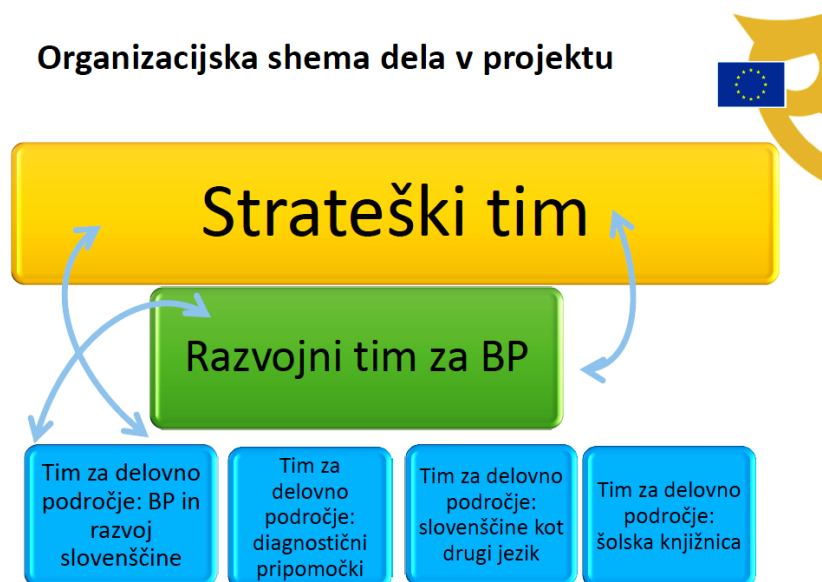 Organizacijska shema dela v projektu
Strateški tim
Razvojni tim za BP
Tim za delovno
področje: BP in
razvoj
slovenščine
Tim za
delovno
področje:
diagnostični
pripomočki
Tim za delovno
področje:
slovenščine kot
drugi jezik
Tim za delovno
področje:
šolska knjižnica